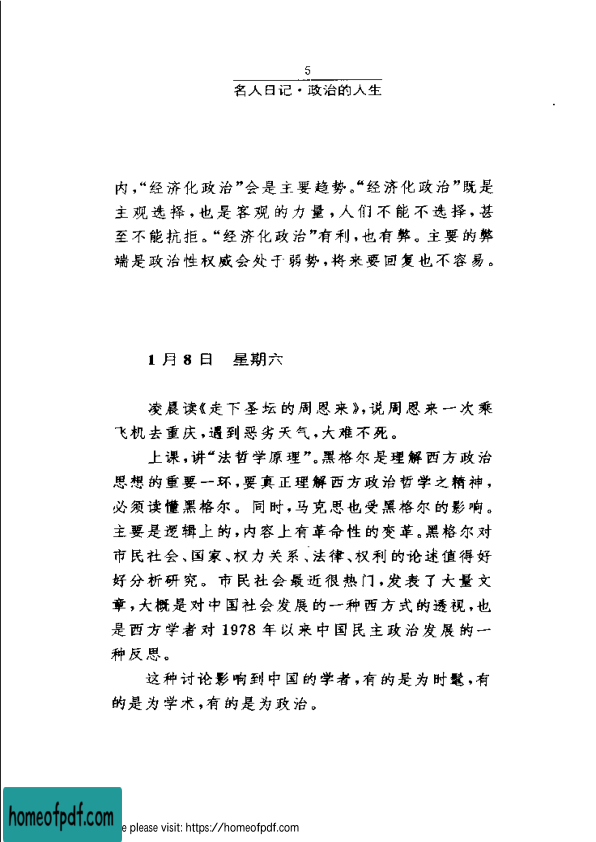 5
名人日记·政治的人生
内,“经济化政治”会是主要趋势。“经济化政治”既是
主观选择,也是客观的力量,人们不能不选择,甚
至不能抗拒。“经济化政治”有利,也有弊。主要的弊
端是政治性权威会处于弱势,将来要回复也不容易。
1月8日 星期六
凌晨读《走下圣坛的周恩来》,说周恩来一次乘
飞机去重庆,遇到恶劣天气,大难不死。
上课,讲“法哲学原理”。黑格尔是理解西方政治
思想的重要一环,要真正理解西方政治哲学之精神,
必须读懂黑格尔。同时,马克思也受黑格尔的影响。
主要是逻辑上的,内容上有革命性的变革。黑格尔对
市民社会、国家、权力关系、法律、权利的论述值得好
好分析研究。市民社会最近很热门,发表了大量文
章,大概是对中国社会发展的一种西方式的透视,也
是西方学者对1978年以来中国民主政治发展的一
种反思。
这种讨论影响到中国的学者,有的是为时髦,有
的是为学术,有的是为政治。
homeofpdf.com
e please visit: https://homeofpdf.com